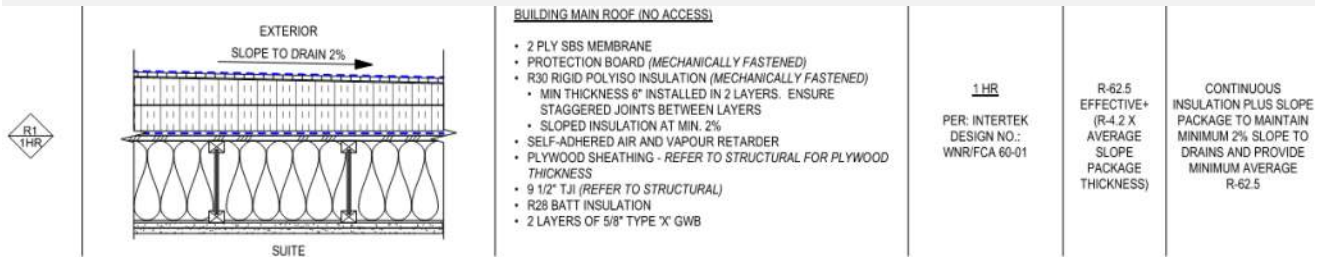 R1
1HR
EXTERIOR
SLOPE TO DRAIN 2%
SUITE
BUILDING MAIN ROOF (NO ACCESS)
• 2 PLY SBS MEMBRANE
• PROTECTION BOARD (MECHANICALLY FASTENED)
• R30 RIGID POLYISO INSULATION (MECHANICALLY FASTENED)
• MIN THICKNESS 6" INSTALLED IN 2 LAYERS. ENSURE
STAGGERED JOINTS BETWEEN LAYERS
• SLOPED INSULATION AT MIN. 2%
• SELF-ADHERED AIR AND VAPOUR RETARDER
• PLYWOOD SHEATHING - REFER TO STRUCTURAL FOR PLYWOOD
THICKNESS
• 9 1/2" TJI (REFER TO STRUCTURAL)
• R28 BATT INSULATION
• 2 LAYERS OF 5/8" TYPE 'X' GWB
1 HR
PER: INTERTEK
DESIGN NO.:
WNR/FCA 60-01
R-62.5
EFFECTIVE+
(R-4.2 X
AVERAGE
SLOPE
PACKAGE
THICKNESS)
CONTINUOUS
INSULATION PLUS SLOPE
PACKAGE TO MAINTAIN
MINIMUM 2% SLOPE TO
DRAINS AND PROVIDE
MINIMUM AVERAGE
R-62.5